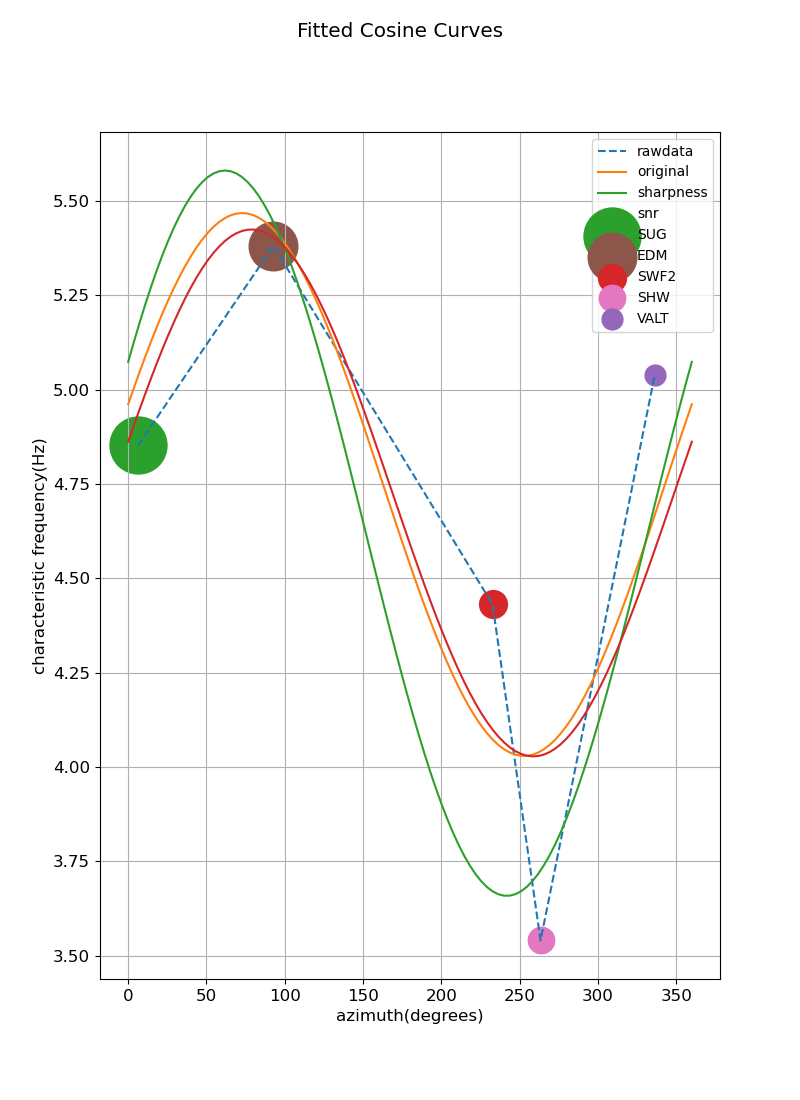 Fitted Cosine Curves
rawdata
original
sharpness
snr
SUG
EDM
SWF2
SHW
VALT
5.50
5.25
5.00
4.75
4.50
4.25
4.00
3.75
3.50
characteristic frequency(Hz)
0 50 100 150 200 250 300 350
azimuth(degrees)